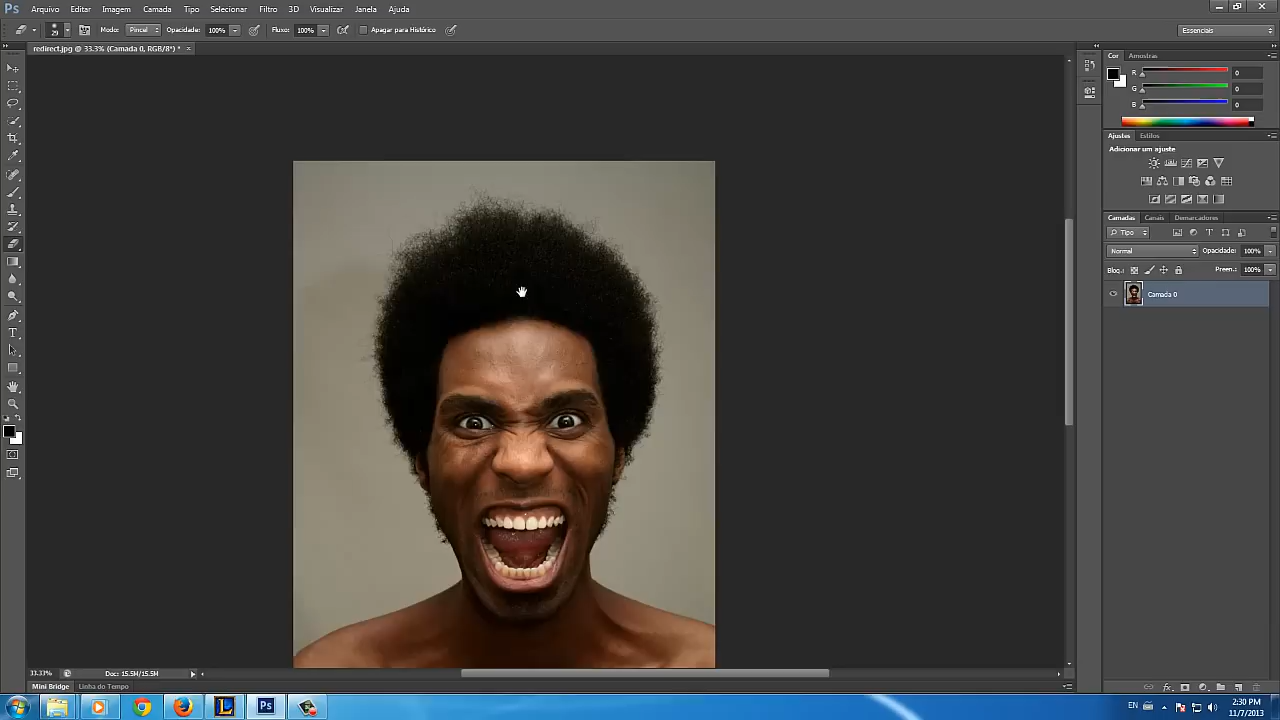 Ps Arquivo Editar Imagem Camada Tipo Selecionar Filtro 3D Visualizar Janela Ajuda
29 Modo: Pincel Opacidade: 100% Fluxo: 100% Apagar para Histórico Essenciais
redirect.jpg @ 33.3% (Camada 0, RGB/8*) * ×
Cor Amostras
R 0
G 0
B 0
Ajustes Estilos
Adicionar um ajuste
Camadas Canais Demarcadores
Tipo
Normal Opacidade: 100%
Bloq.: Preen.: 100%
Camada 0
33.33% Doc: 15.5M/15.5M
Mini Bridge Linha do Tempo
EN 2:30 PM
11/7/2013